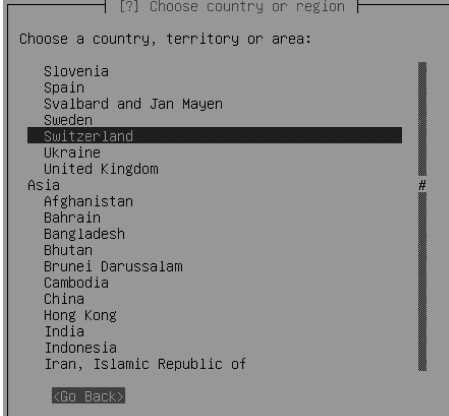 [?] Choose country or region
Choose a country, territory or area:
Slovenia
Spain
Svalbard and Jan Mayen
Sweden
Switzerland
Ukraine
United Kingdom
Asia #
Afghanistan
Bahrain
Bangladesh
Bhutan
Brunei Darussalam
Cambodia
China
Hong Kong
India
Indonesia
Iran, Islamic Republic of
<Go Back>